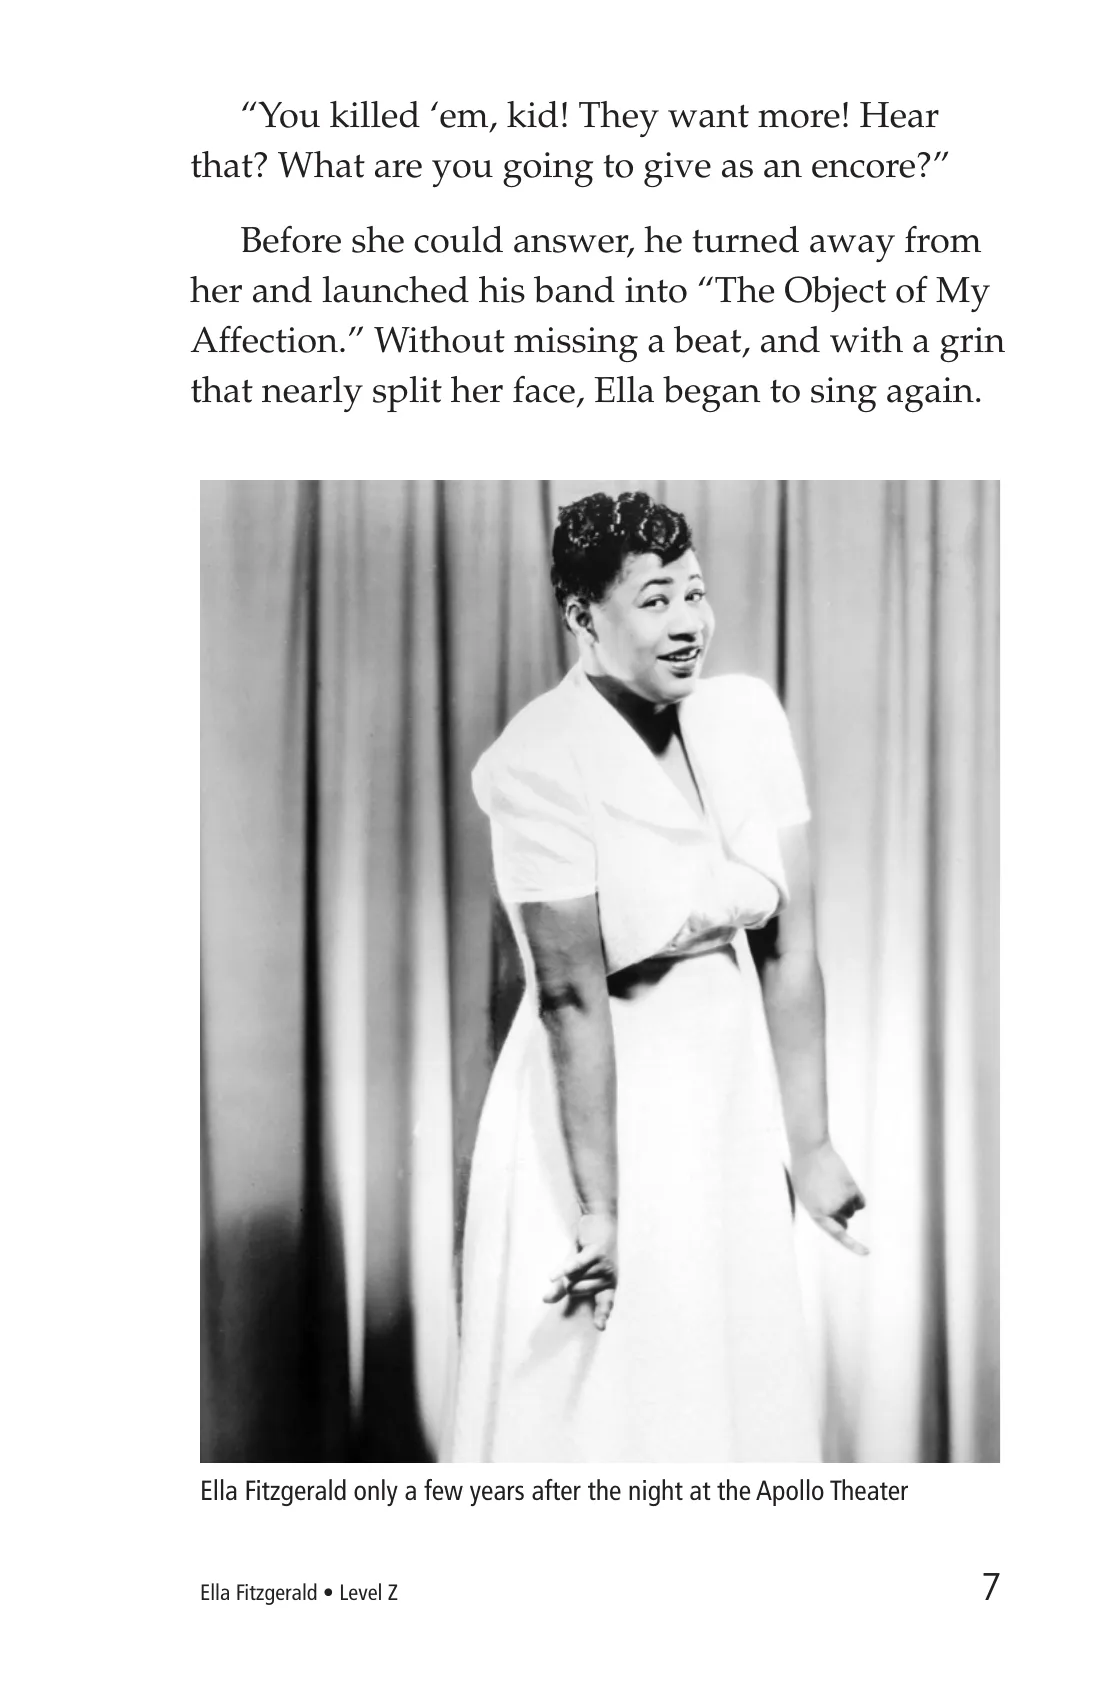 “You killed ‘em, kid! They want more! Hear
that? What are you going to give as an encore?”
Before she could answer, he turned away from
her and launched his band into “The Object of My
Affection.” Without missing a beat, and with a grin
that nearly split her face, Ella began to sing again.
Ella Fitzgerald only a few years after the night at the Apollo Theater
Ella Fitzgerald • Level Z
7